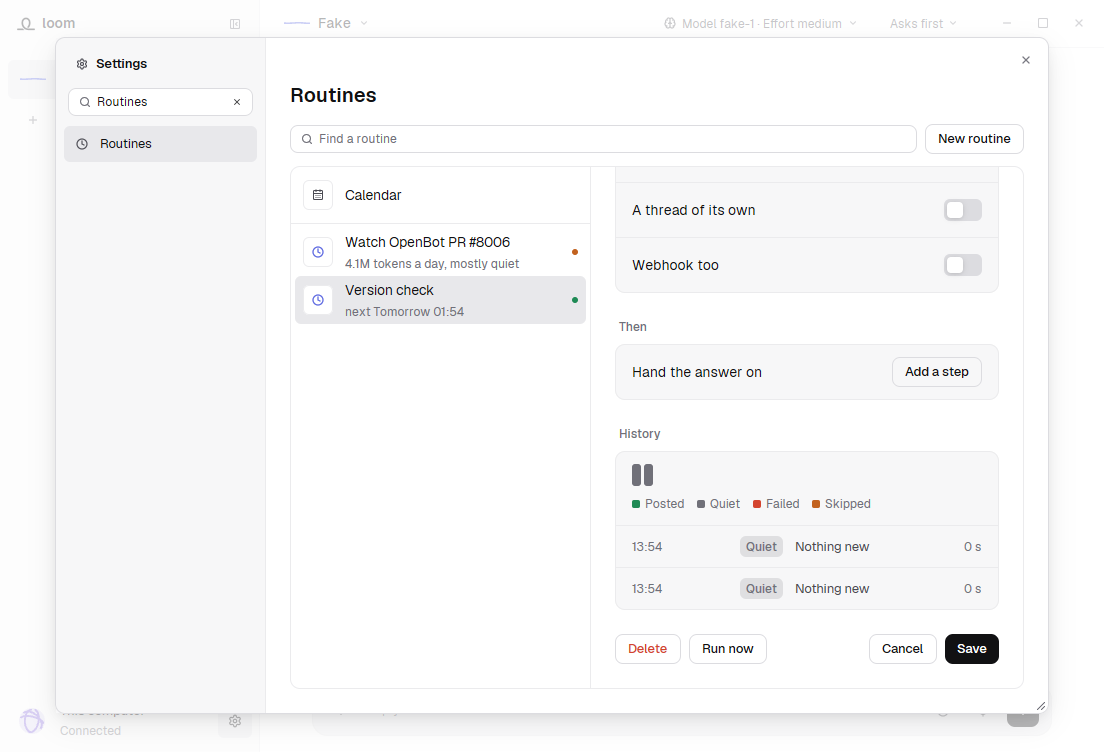 loom
Fake
Model fake-1 · Effort medium
Asks first
Settings
Routines
Routines
Routines
Find a routine
New routine
Calendar
Watch OpenBot PR #8006
4.1M tokens a day, mostly quiet
Version check
next Tomorrow 01:54
A thread of its own
Webhook too
Then
Hand the answer on
Add a step
History
Posted
Quiet
Failed
Skipped
13:54 Quiet Nothing new 0 s
13:54 Quiet Nothing new 0 s
Delete
Run now
Cancel
Save
Connected